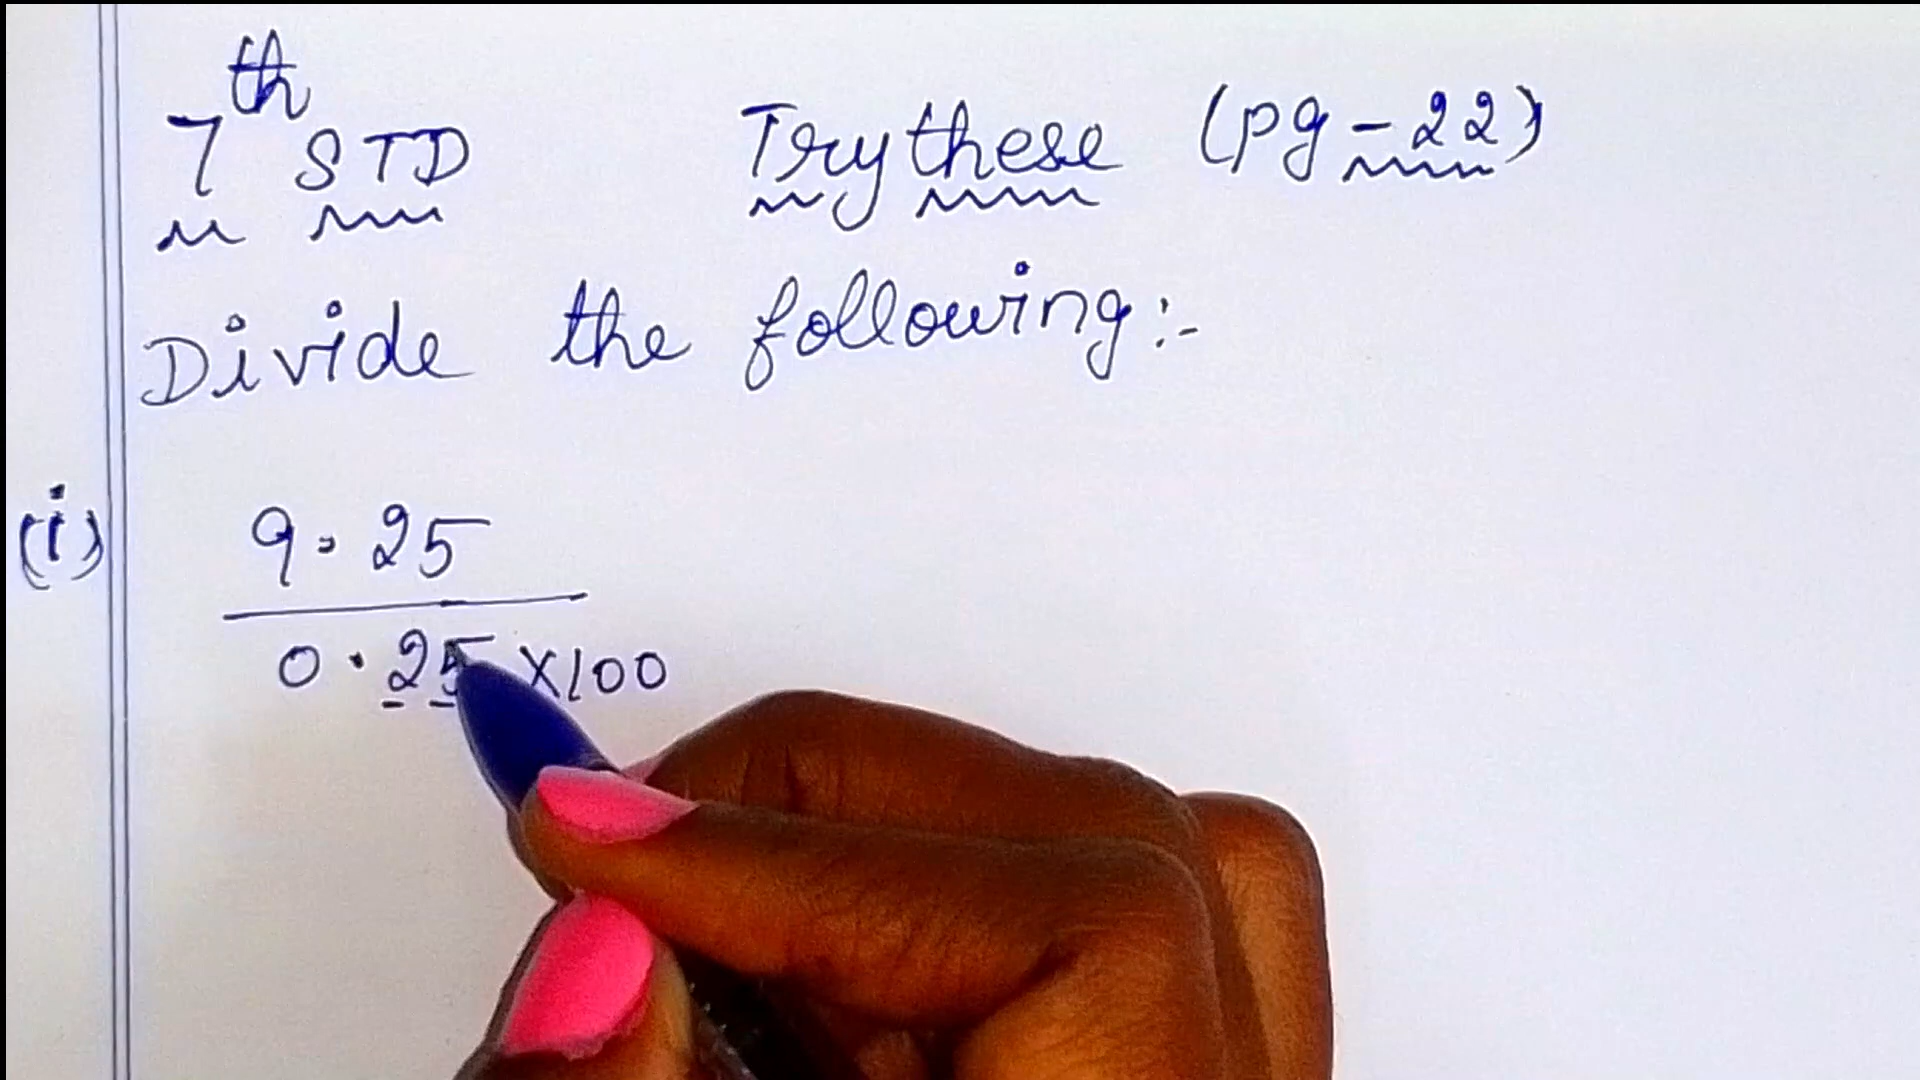 7th STD Try these (pg-22)
Divide the following:-
(i) 9.25
0.25 X100